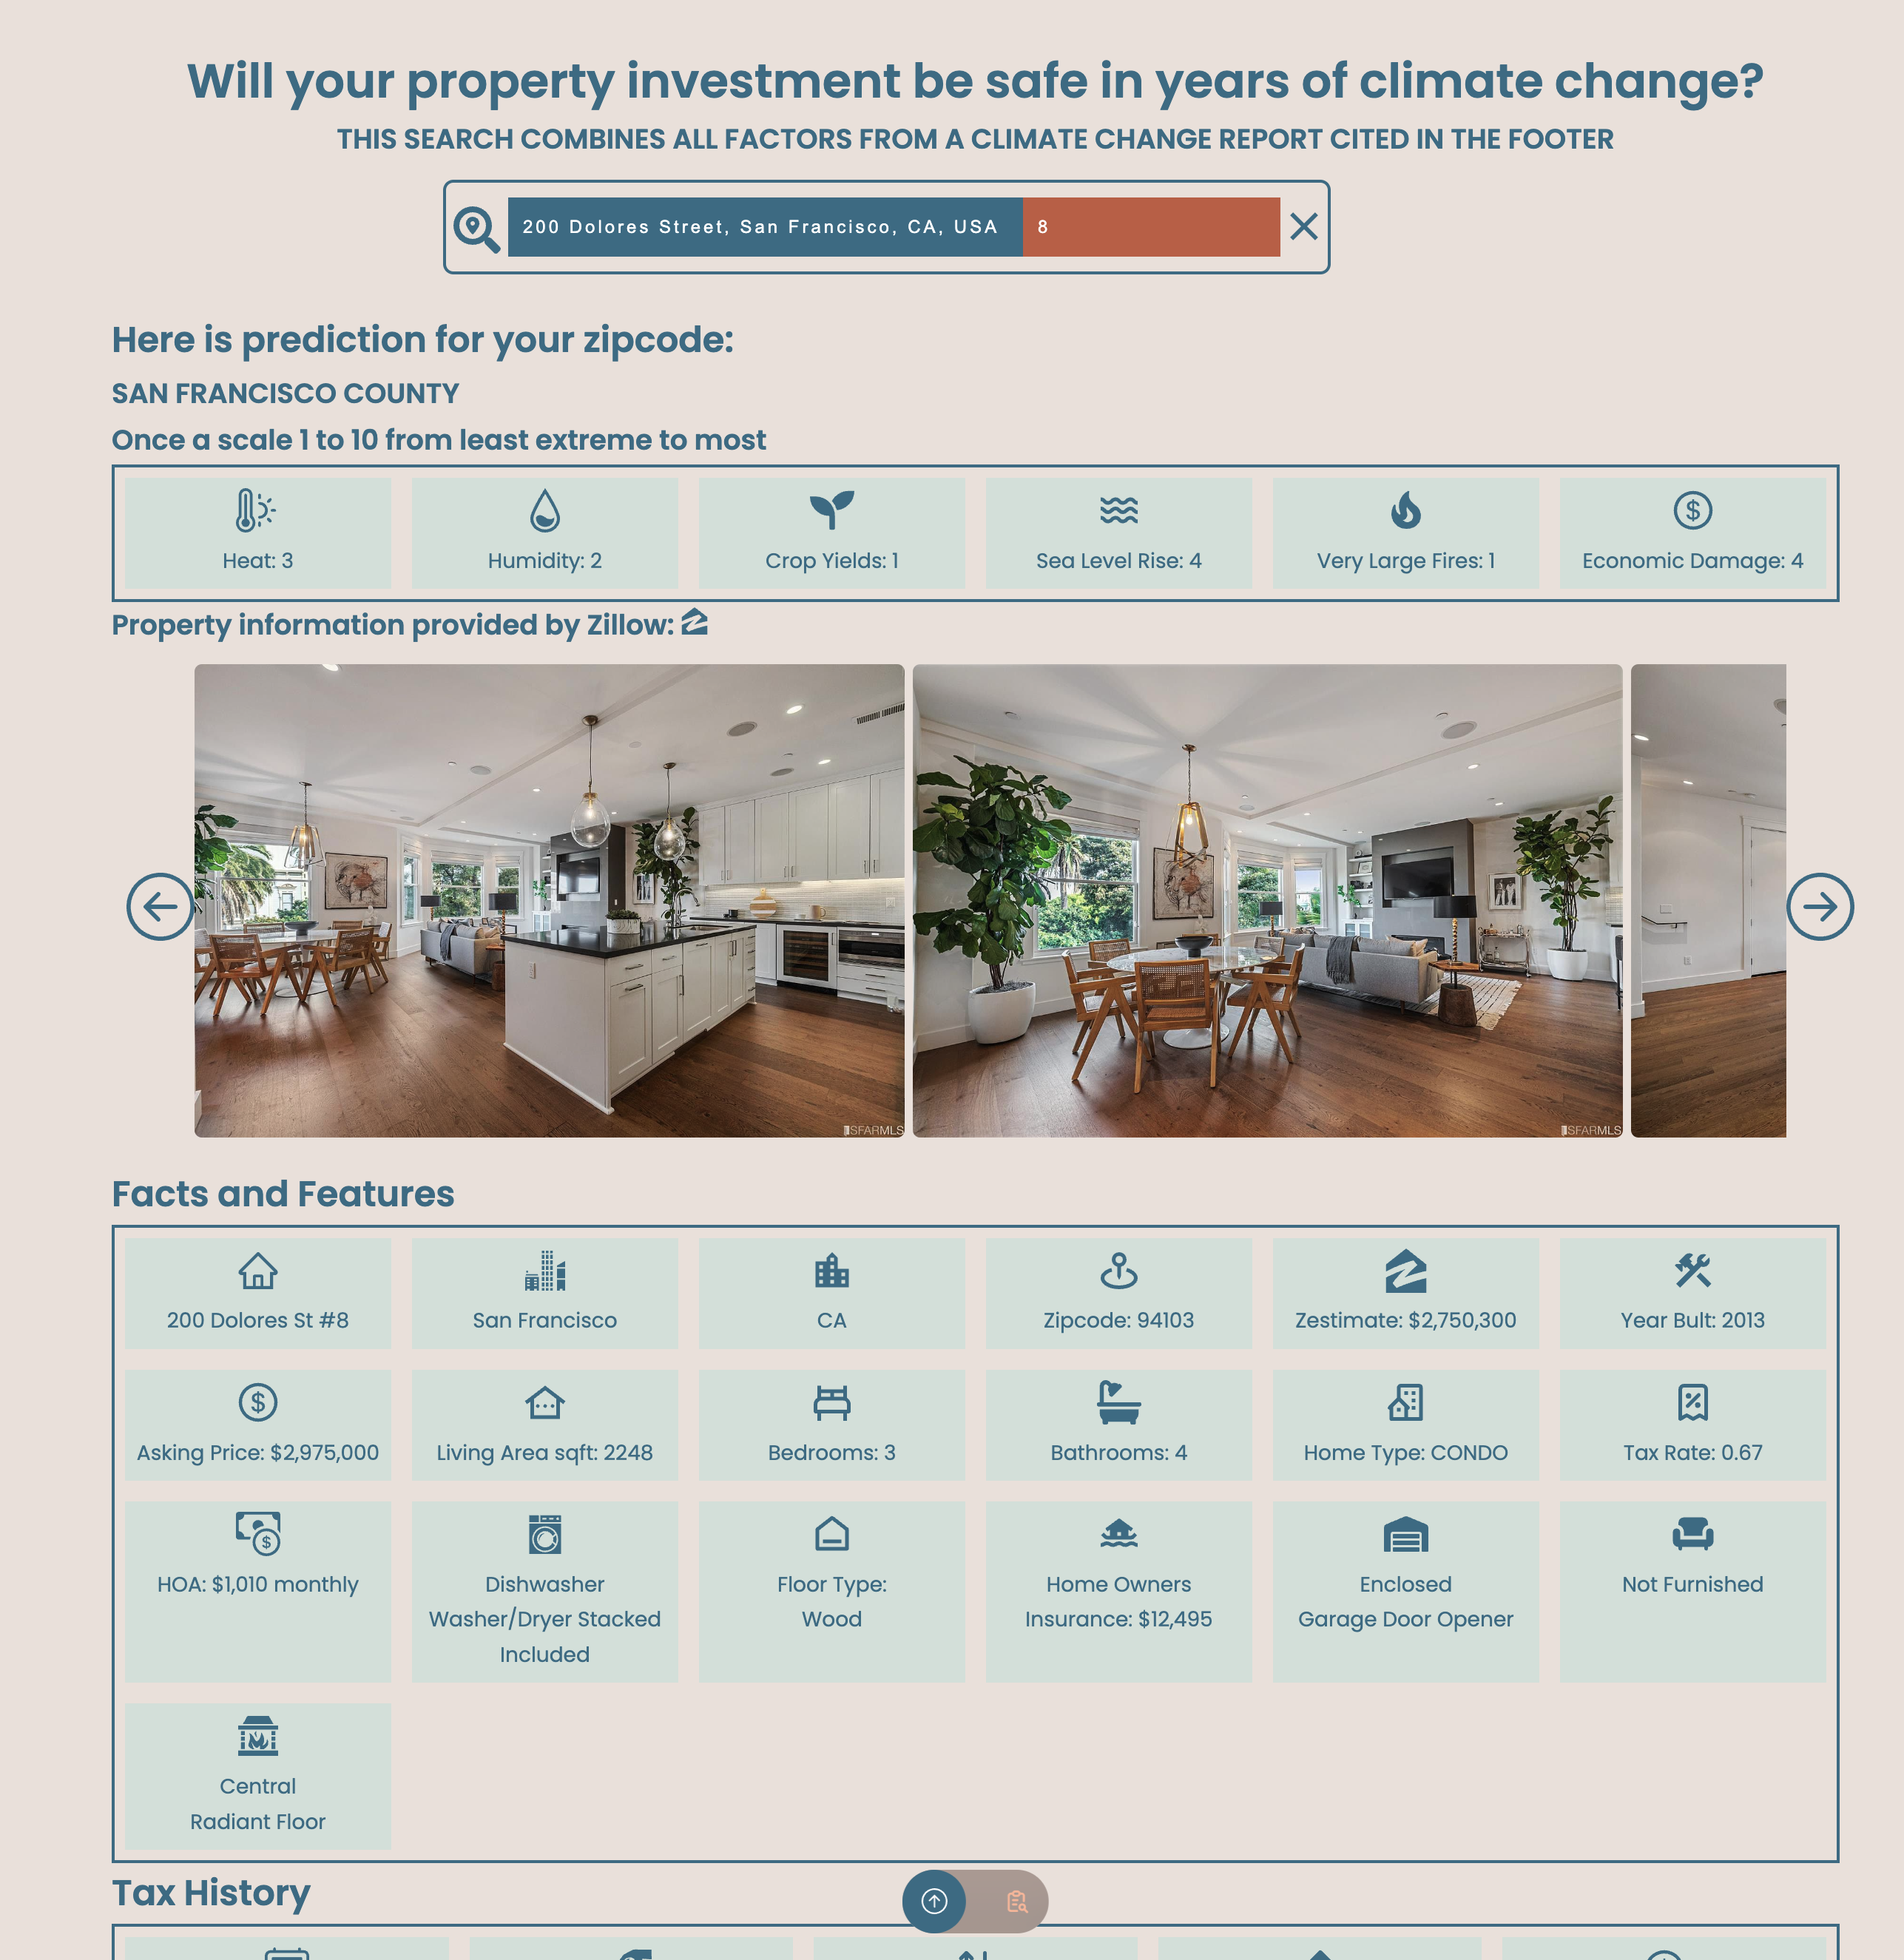 Will your property investment be safe in years of climate change?
THIS SEARCH COMBINES ALL FACTORS FROM A CLIMATE CHANGE REPORT CITED IN THE FOOTER
200 Dolores Street, San Francisco, CA, USA 8
Here is prediction for your zipcode:
SAN FRANCISCO COUNTY
Once a scale 1 to 10 from least extreme to most
Heat: 3
Humidity: 2
Crop Yields: 1
Sea Level Rise: 4
Very Large Fires: 1
Economic Damage: 4
Property information provided by Zillow:
SFARMLS
SFARMLS
Facts and Features
200 Dolores St #8
San Francisco
CA
Zipcode: 94103
Zestimate: $2,750,300
Year Bult: 2013
Asking Price: $2,975,000
Living Area sqft: 2248
Bedrooms: 3
Bathrooms: 4
Home Type: CONDO
Tax Rate: 0.67
HOA: $1,010 monthly
Dishwasher
Washer/Dryer Stacked
Included
Floor Type:
Wood
Home Owners
Insurance: $12,495
Enclosed
Garage Door Opener
Not Furnished
Central
Radiant Floor
Tax History